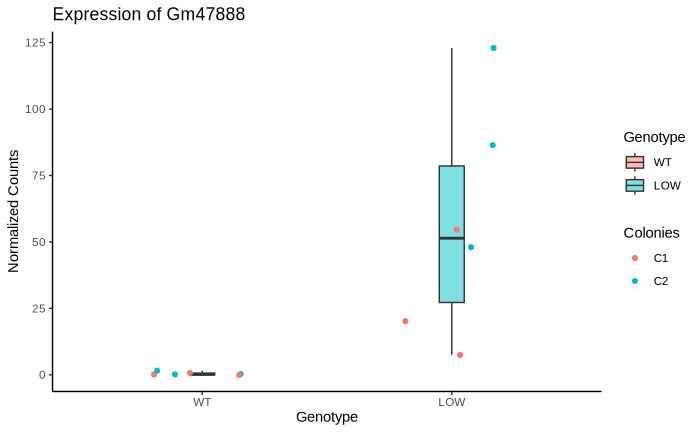 Expression of Gm47888
Normalized Counts
125
100
75
50
25
0
WT
LOW
Genotype
Genotype
WT
LOW
Colonies
C1
C2